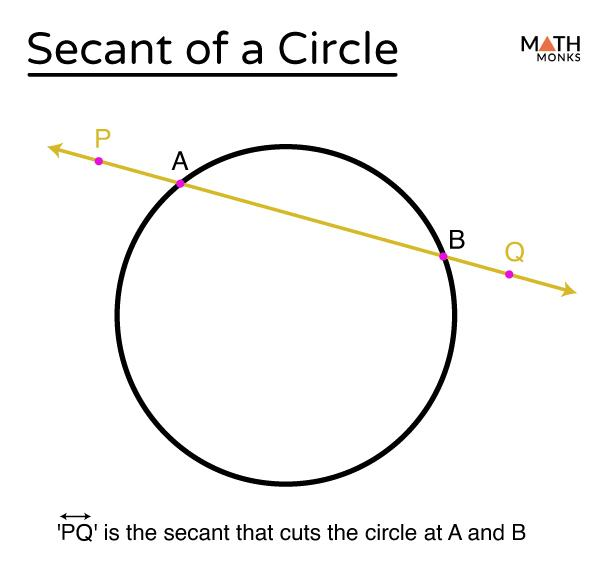 Secant of a Circle
MATH
MONKS
P
A
B
Q
'PQ' is the secant that cuts the circle at A and B